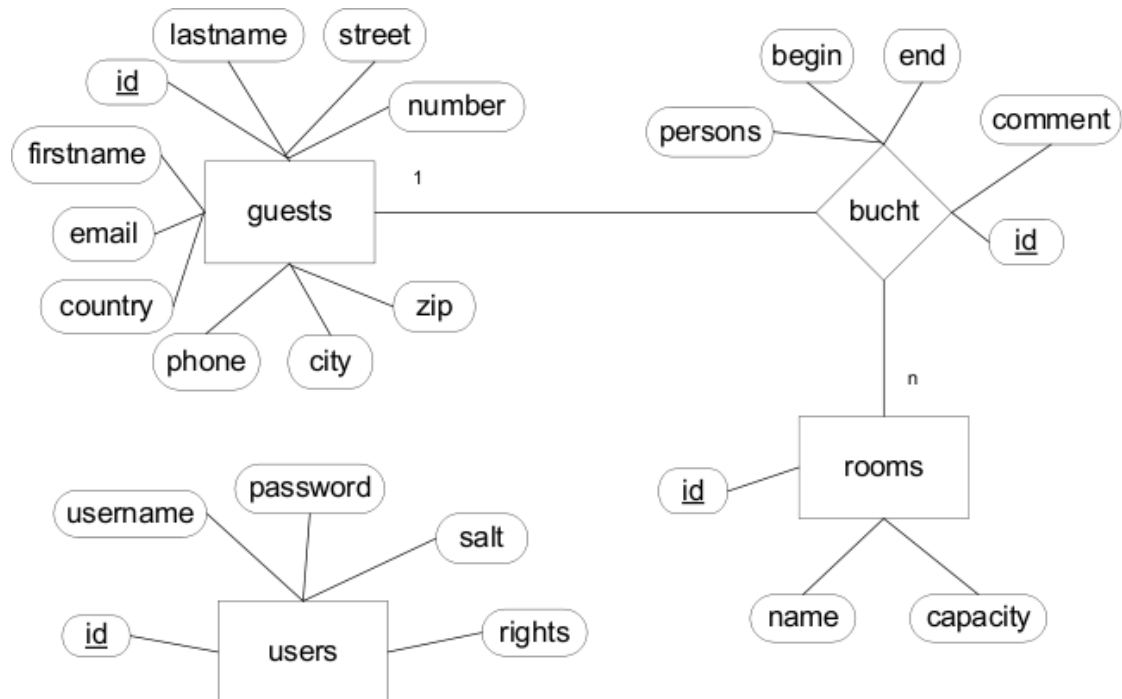 lastname
street
id
number
firstname
guests
email
country
zip
phone
city
1
begin
end
persons
comment
bucht
id
n
rooms
id
name
capacity
password
username
salt
id
users
rights